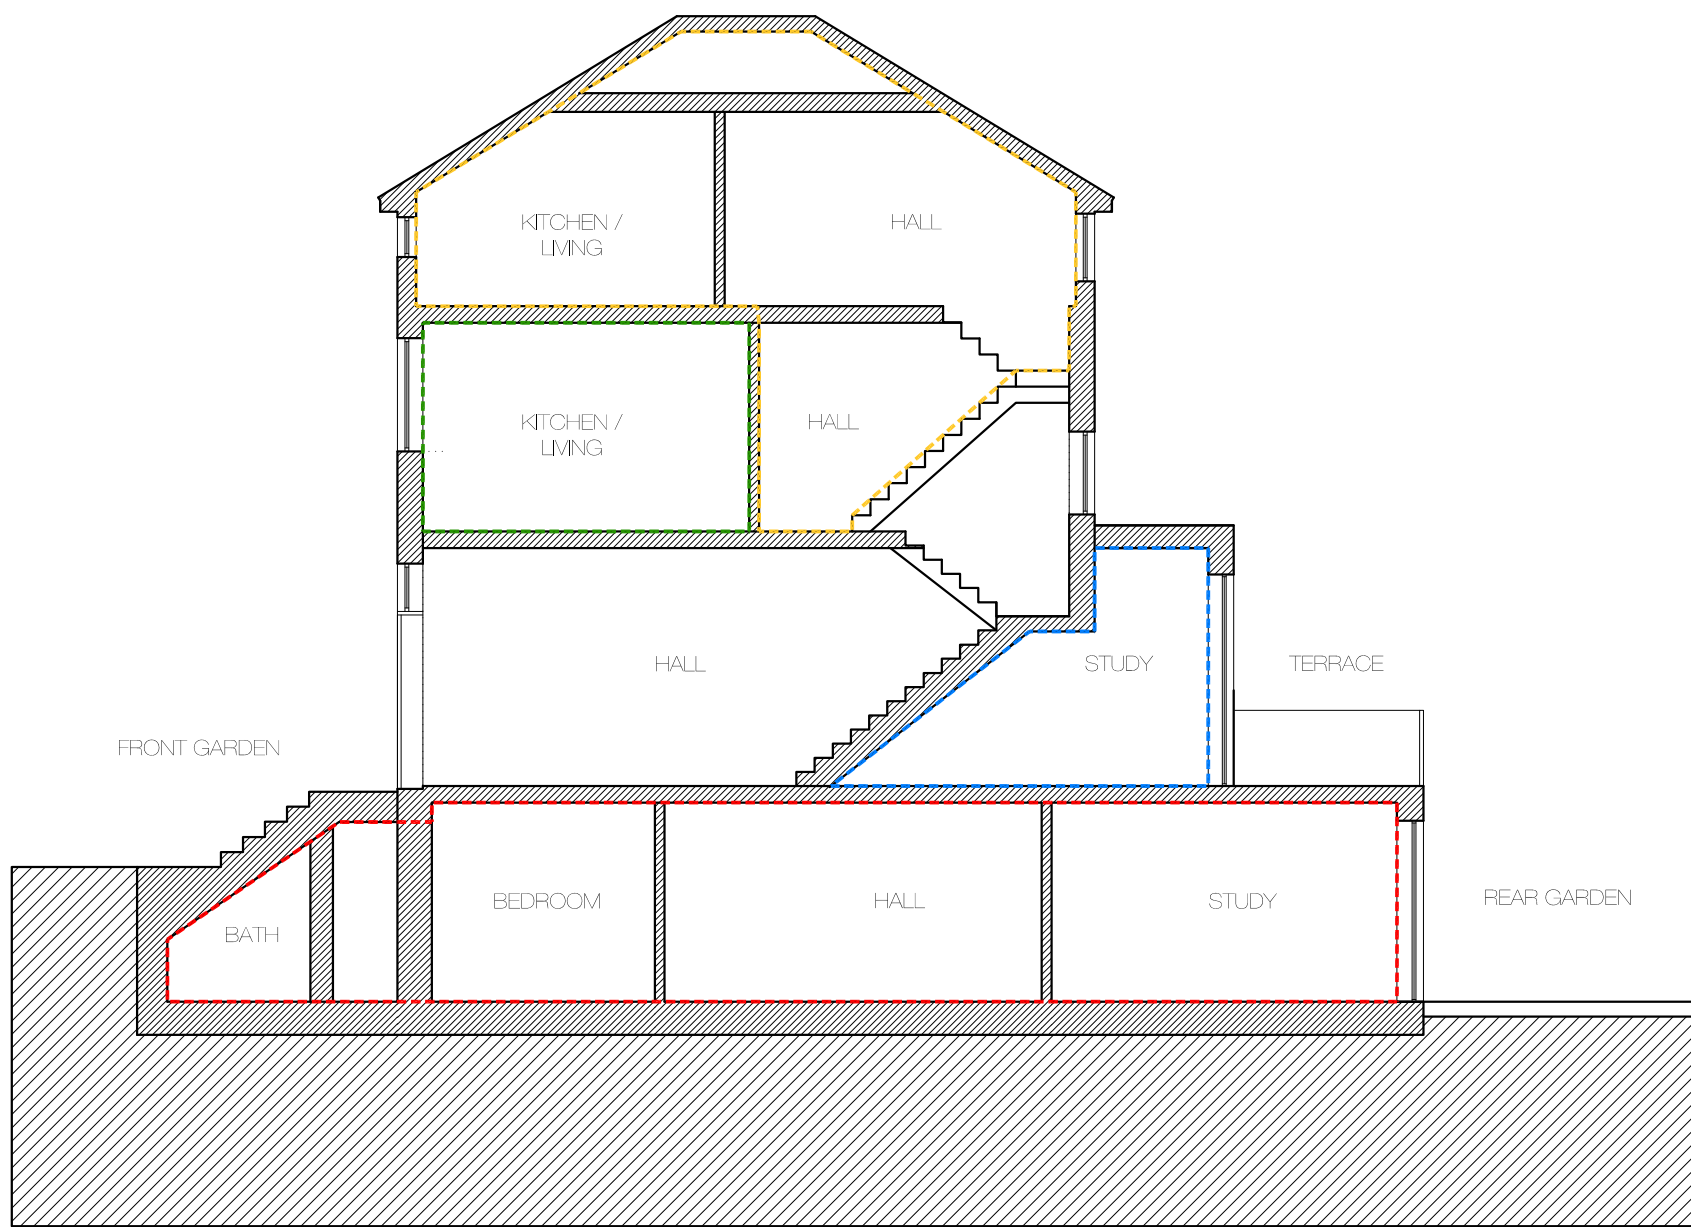 KITCHEN /
LIVING
HALL
KITCHEN /
LIVING
HALL
HALL
STUDY
TERRACE
FRONT GARDEN
BATH
BEDROOM
HALL
STUDY
REAR GARDEN